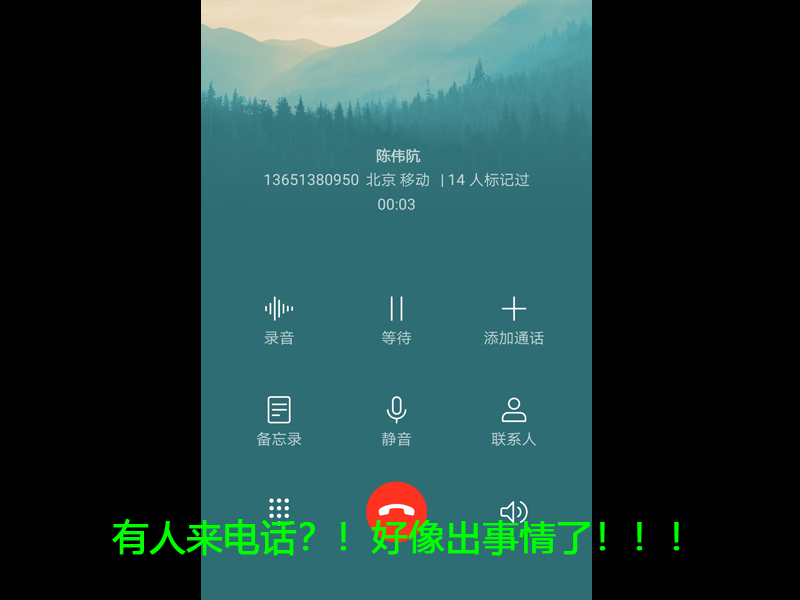 陈伟阬
13651380950 北京 移动 | 14 人标记过
00:03
录音 等待 添加通话
备忘录 静音 联系人
有人来电话？！好像出事情了！！！